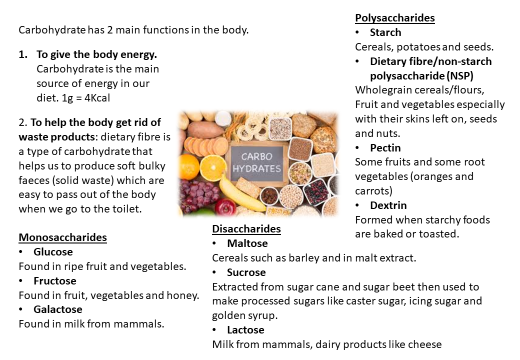 Carbohydrate has 2 main functions in the body.
1. To give the body energy.
Carbohydrate is the main
source of energy in our
diet. 1g = 4Kcal
2. To help the body get rid of
waste products: dietary fibre is
a type of carbohydrate that
helps us to produce soft bulky
faeces (solid waste) which are
easy to pass out of the body
when we go to the toilet.
Monosaccharides
• Glucose
Found in ripe fruit and vegetables.
• Fructose
Found in fruit, vegetables and honey.
• Galactose
Found in milk from mammals.
CARBO
HYDRATES
Disaccharides
• Maltose
Cereals such as barley and in malt extract.
• Sucrose
Extracted from sugar cane and sugar beet then used to
make processed sugars like caster sugar, icing sugar and
golden syrup.
• Lactose
Milk from mammals, dairy products like cheese
Polysaccharides
• Starch
Cereals, potatoes and seeds.
• Dietary fibre/non-starch
polysaccharide (NSP)
Wholegrain cereals/flours,
Fruit and vegetables especially
with their skins left on, seeds
and nuts.
• Pectin
Some fruits and some root
vegetables (oranges and
carrots)
• Dextrin
Formed when starchy foods
are baked or toasted.